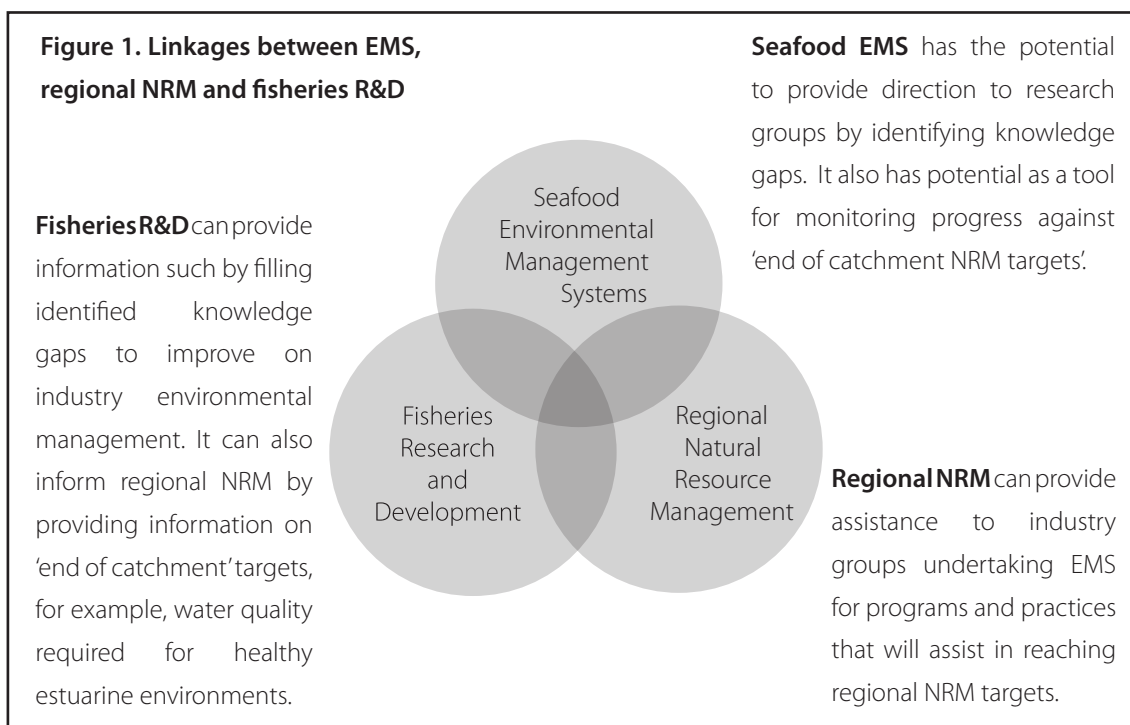 Figure 1. Linkages between EMS,
regional NRM and fisheries R&D
Seafood EMS has the potential
to provide direction to research
groups by identifying knowledge
gaps. It also has potential as a tool
for monitoring progress against
‘end of catchment NRM targets’.
Fisheries R&D can provide
information such by filling
identified knowledge
gaps to improve on
industry environmental
management. It can also
inform regional NRM by
providing information on
‘end of catchment’ targets,
for example, water quality
required for healthy
estuarine environments.
Seafood
Environmental
Management
Systems
Fisheries
Research
and
Development
Regional
Natural
Resource
Management
Regional NRM can provide
assistance to industry
groups undertaking EMS
for programs and practices
that will assist in reaching
regional NRM targets.